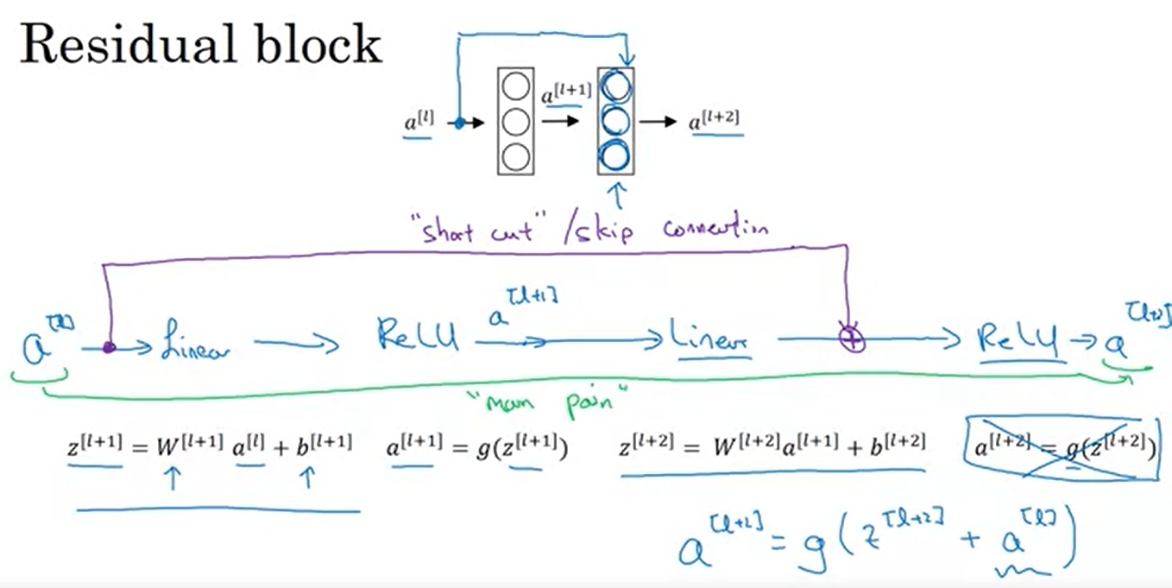 Residual block
a[l] a[l+1] a[l+2]
"short cut" / skip connection
a[l] Linear ReLU a[l+1] Linear ReLU a[l+2]
"main pain"
z[l+1] = W[l+1] a[l] + b[l+1] a[l+1] = g(z[l+1]) z[l+2] = W[l+2]a[l+1] + b[l+2] a[l+2] = g(z[l+2])
a[l+2] = g(z[l+2] + a[l])